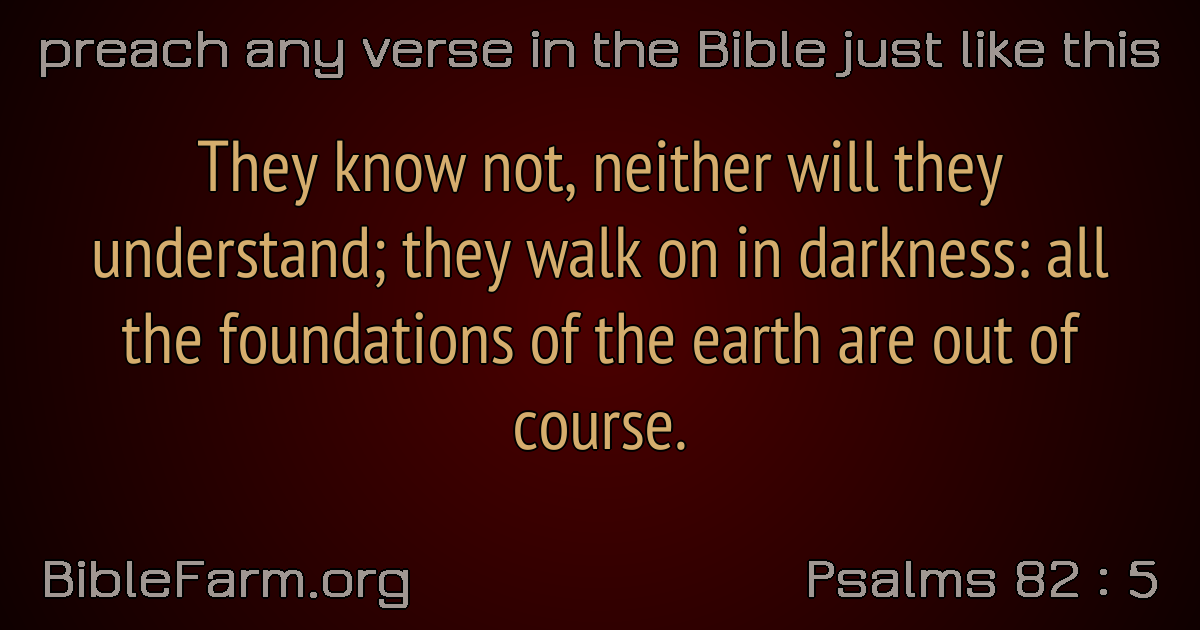 preach any verse in the Bible just like this
They know not, neither will they
understand; they walk on in darkness: all
the foundations of the earth are out of
course.
BibleFarm.org
Psalms 82 : 5